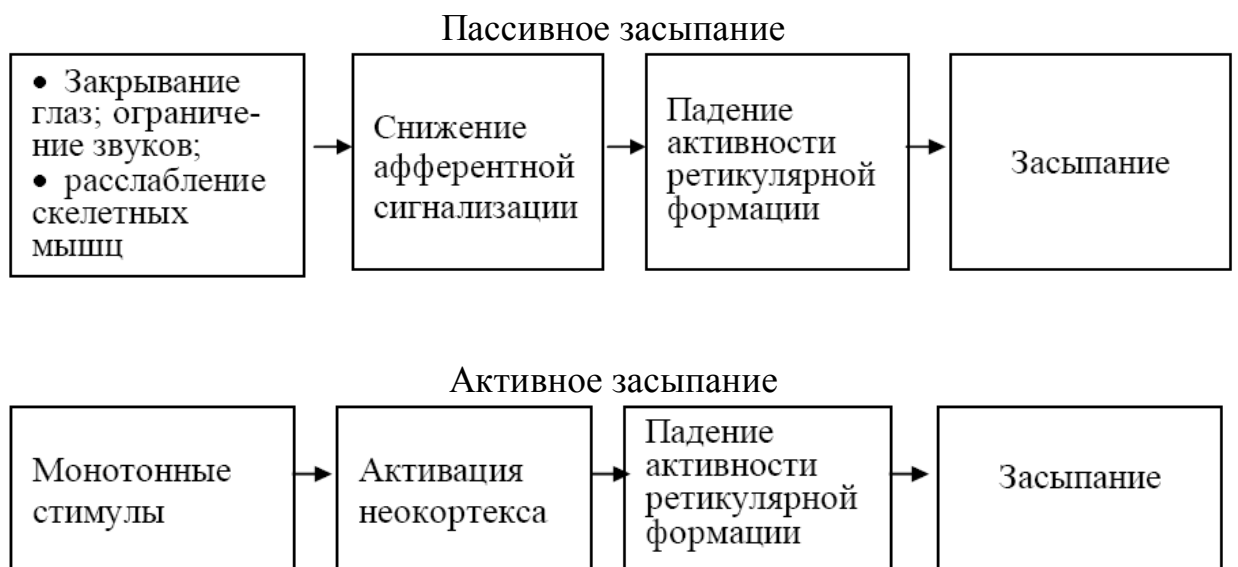 Пассивное засыпание
• Закрывание
глаз; ограниче-
ние звуков;
• расслабление
скелетных
мышц
Снижение
афферентной
сигнализации
Падение
активности
ретикулярной
формации
Засыпание
Активное засыпание
Монотонные
стимулы
Активация
неокортекса
Падение
активности
ретикулярной
формации
Засыпание